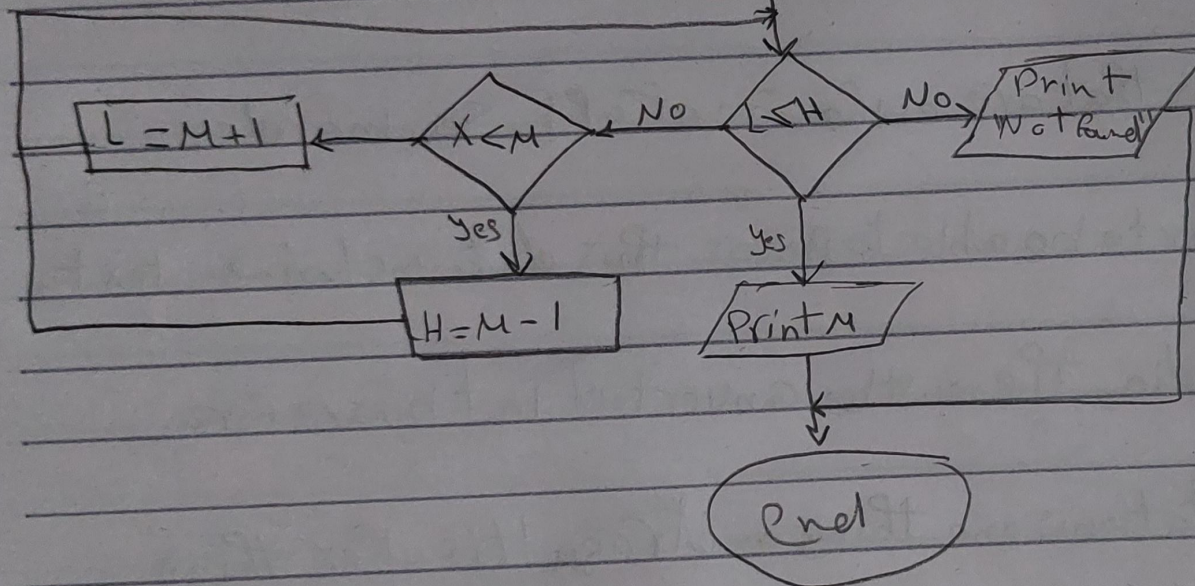 L = M+1
X < M
No
L ≤ H
No
Print
"Not found"
Yes
Yes
H = M - 1
Print M
End